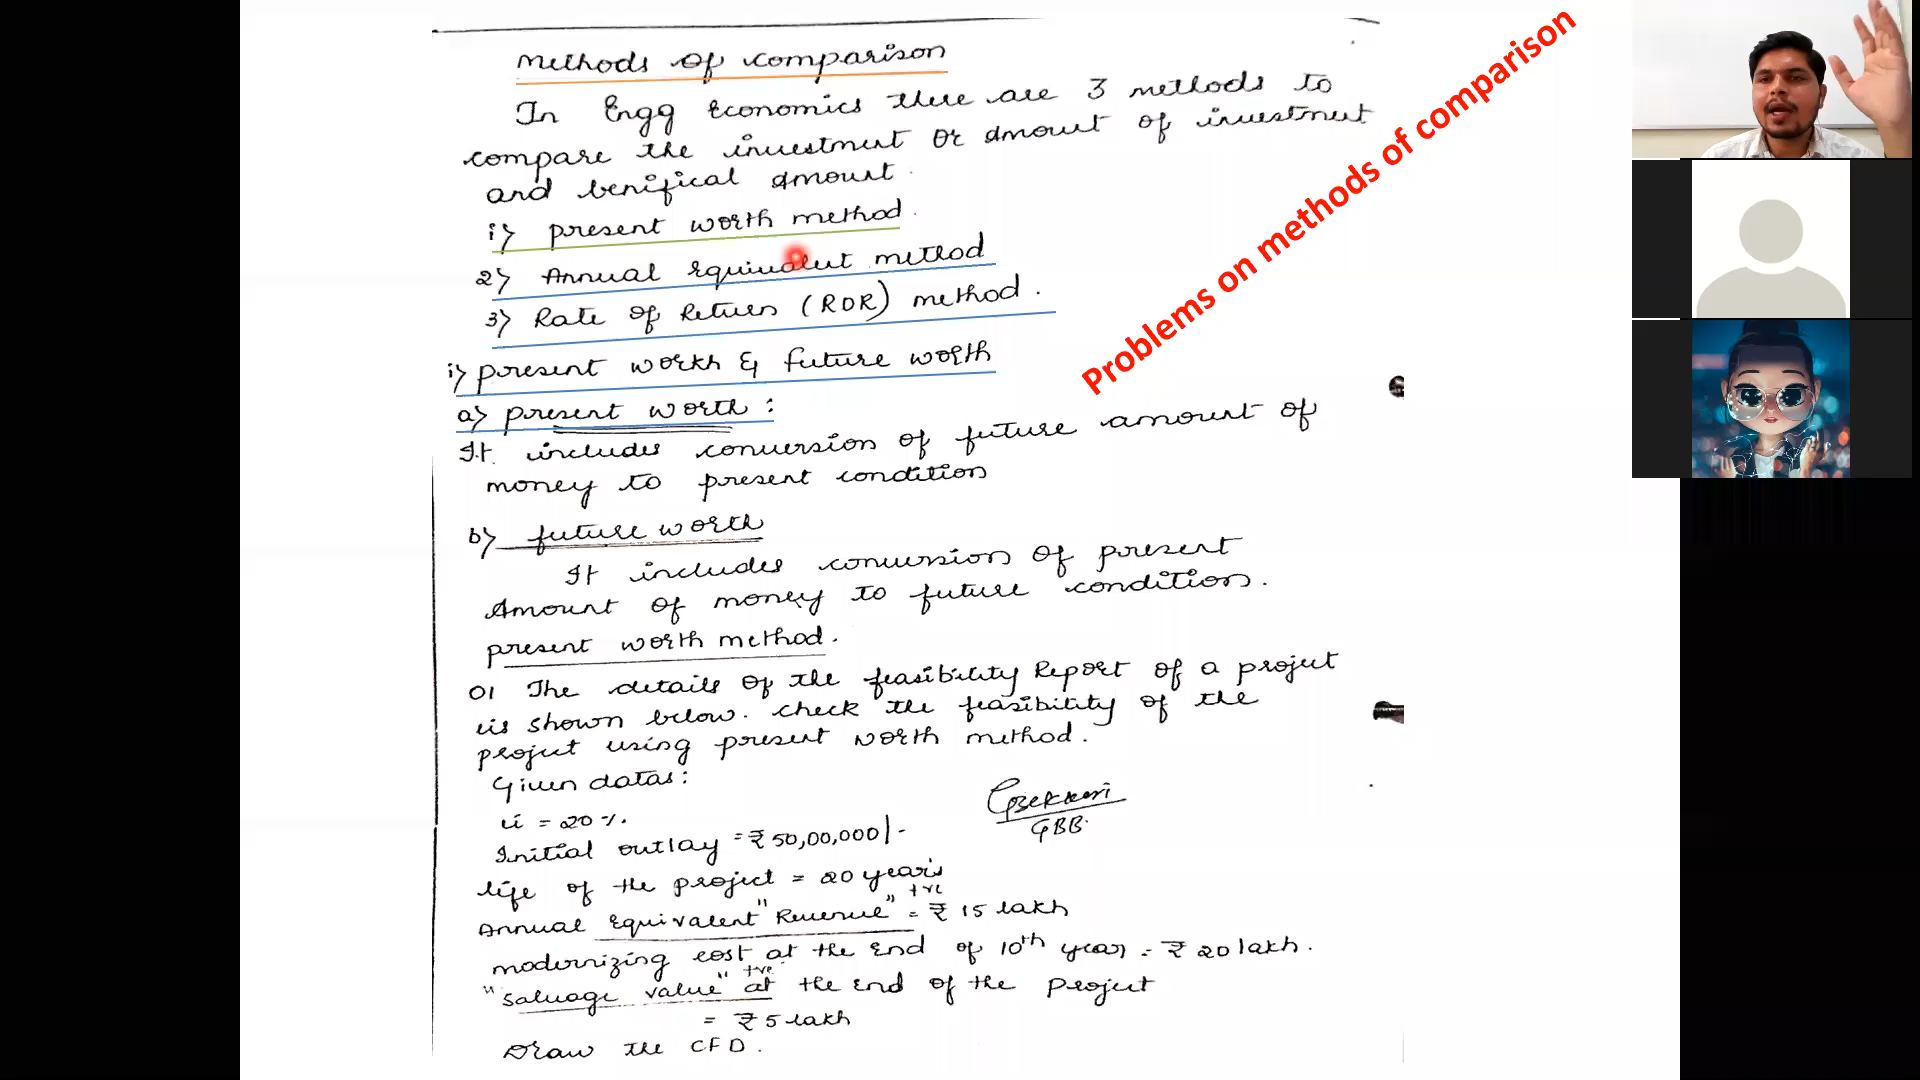 Methods of comparison
In Engg Economics there are 3 methods to
compare the investment or amount of investment
and benifical amount.
i) present worth method.
2) Annual Equivalent method
3) Rate of Return (ROR) method.
i) present worth & future worth
a) present worth :
It includes conversion of future amount of
money to present condition
b) future worth
It includes conversion of present
Amount of money to future condition.
present worth method.
01 The details of the feasibility Report of a project
is shown below. check the feasibility of the
project using present worth method.
Given datas:
i = 20 %.
Initial outlay = ₹ 50,00,000/-
life of the project = 20 years
Annual Equivalent "Revenue" +ve = ₹ 15 lakh
modernizing cost at the End of 10th year = ₹ 20 lakh.
"salvage value" +ve at the End of the project
= ₹ 5 lakh
Draw the CFD.
GBB.
Problems on methods of comparison